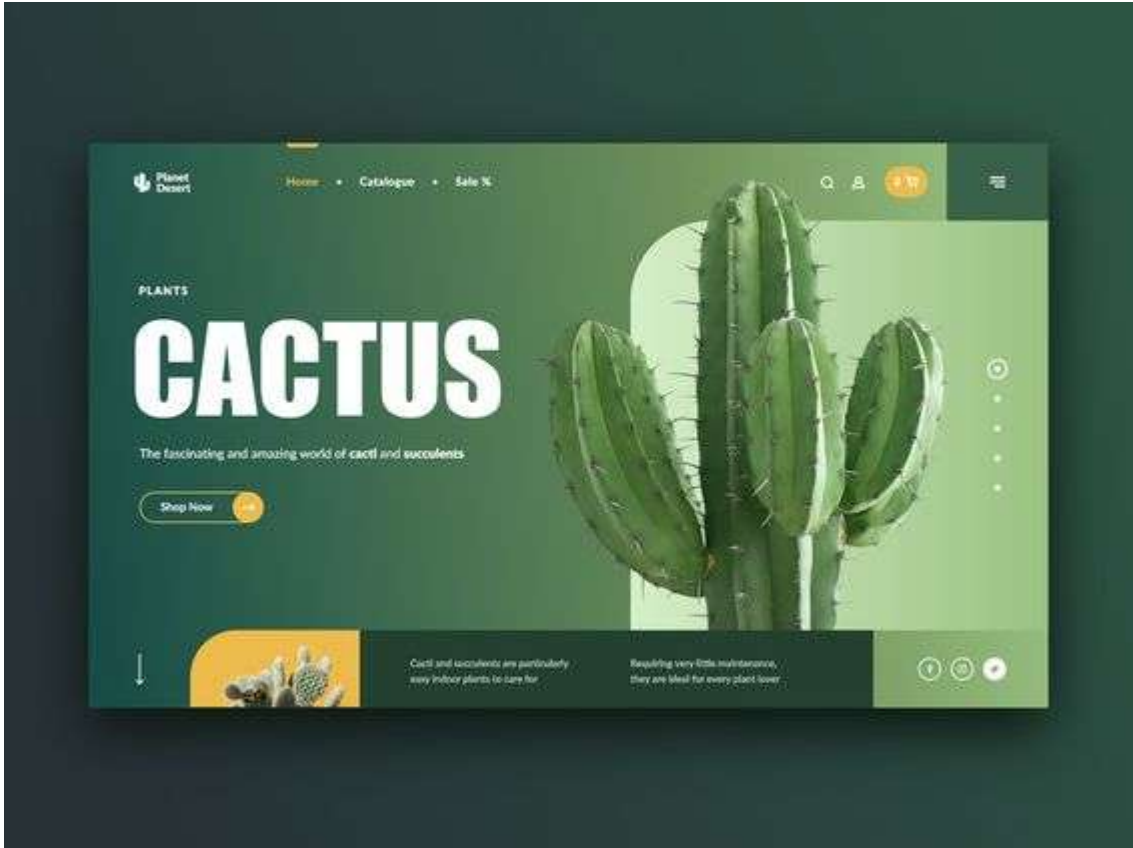 Planet
Desert
Home • Catalogue • Sale %
0
PLANTS
CACTUS
The fascinating and amazing world of cacti and succulents
Shop Now
Cacti and succulents are particularly
easy indoor plants to care for
Requiring very little maintenance,
they are ideal for every plant lover